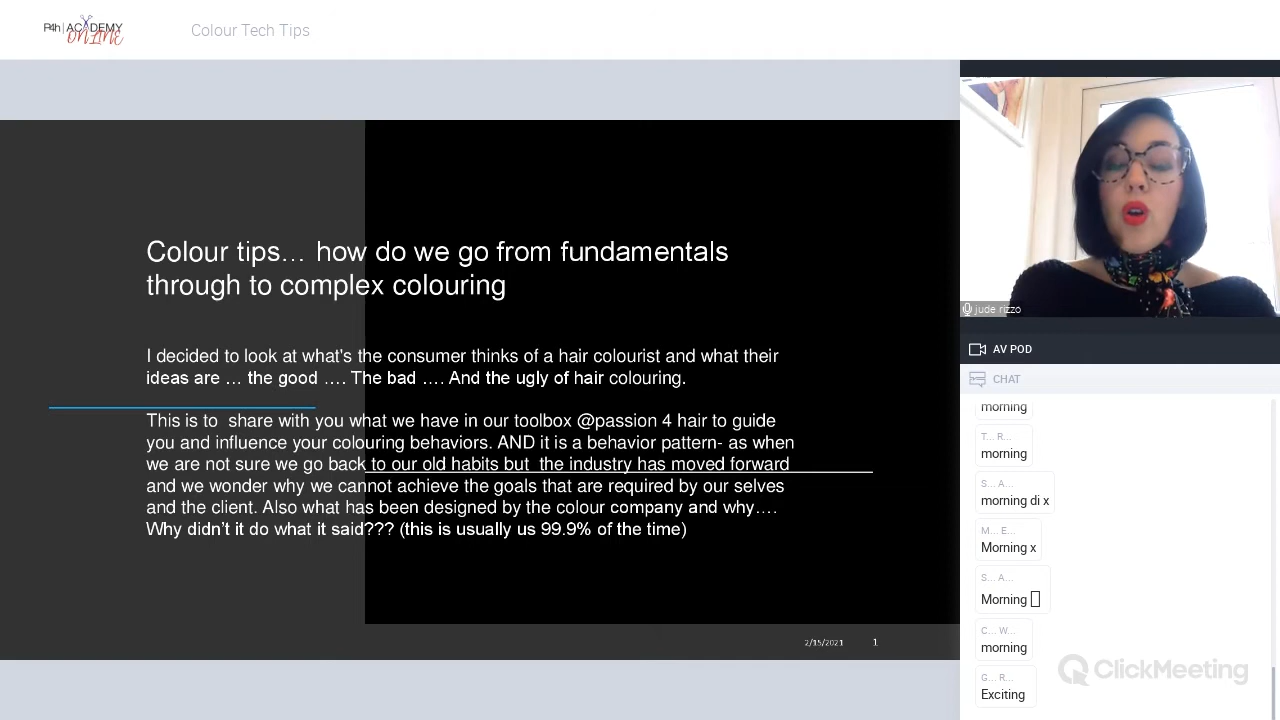 P4h | ACADEMY
ONLINE
Colour Tech Tips
Colour tips... how do we go from fundamentals
through to complex colouring
I decided to look at what's the consumer thinks of a hair colourist and what their
ideas are ... the good .... The bad .... And the ugly of hair colouring.
This is to  share with you what we have in our toolbox @passion 4 hair to guide
you and influence your colouring behaviors. AND it is a behavior pattern- as when
we are not sure we go back to our old habits but  the industry has moved forward
and we wonder why we cannot achieve the goals that are required by our selves
and the client. Also what has been designed by the colour company and why....
Why didn't it do what it said??? (this is usually us 99.9% of the time)
2/15/2021
1
jude rizzo
AV POD
CHAT
morning
T... R...
morning
S... A...
morning di x
M... E...
Morning x
S... A...
Morning
C... W...
morning
G... R...
Exciting
ClickMeeting